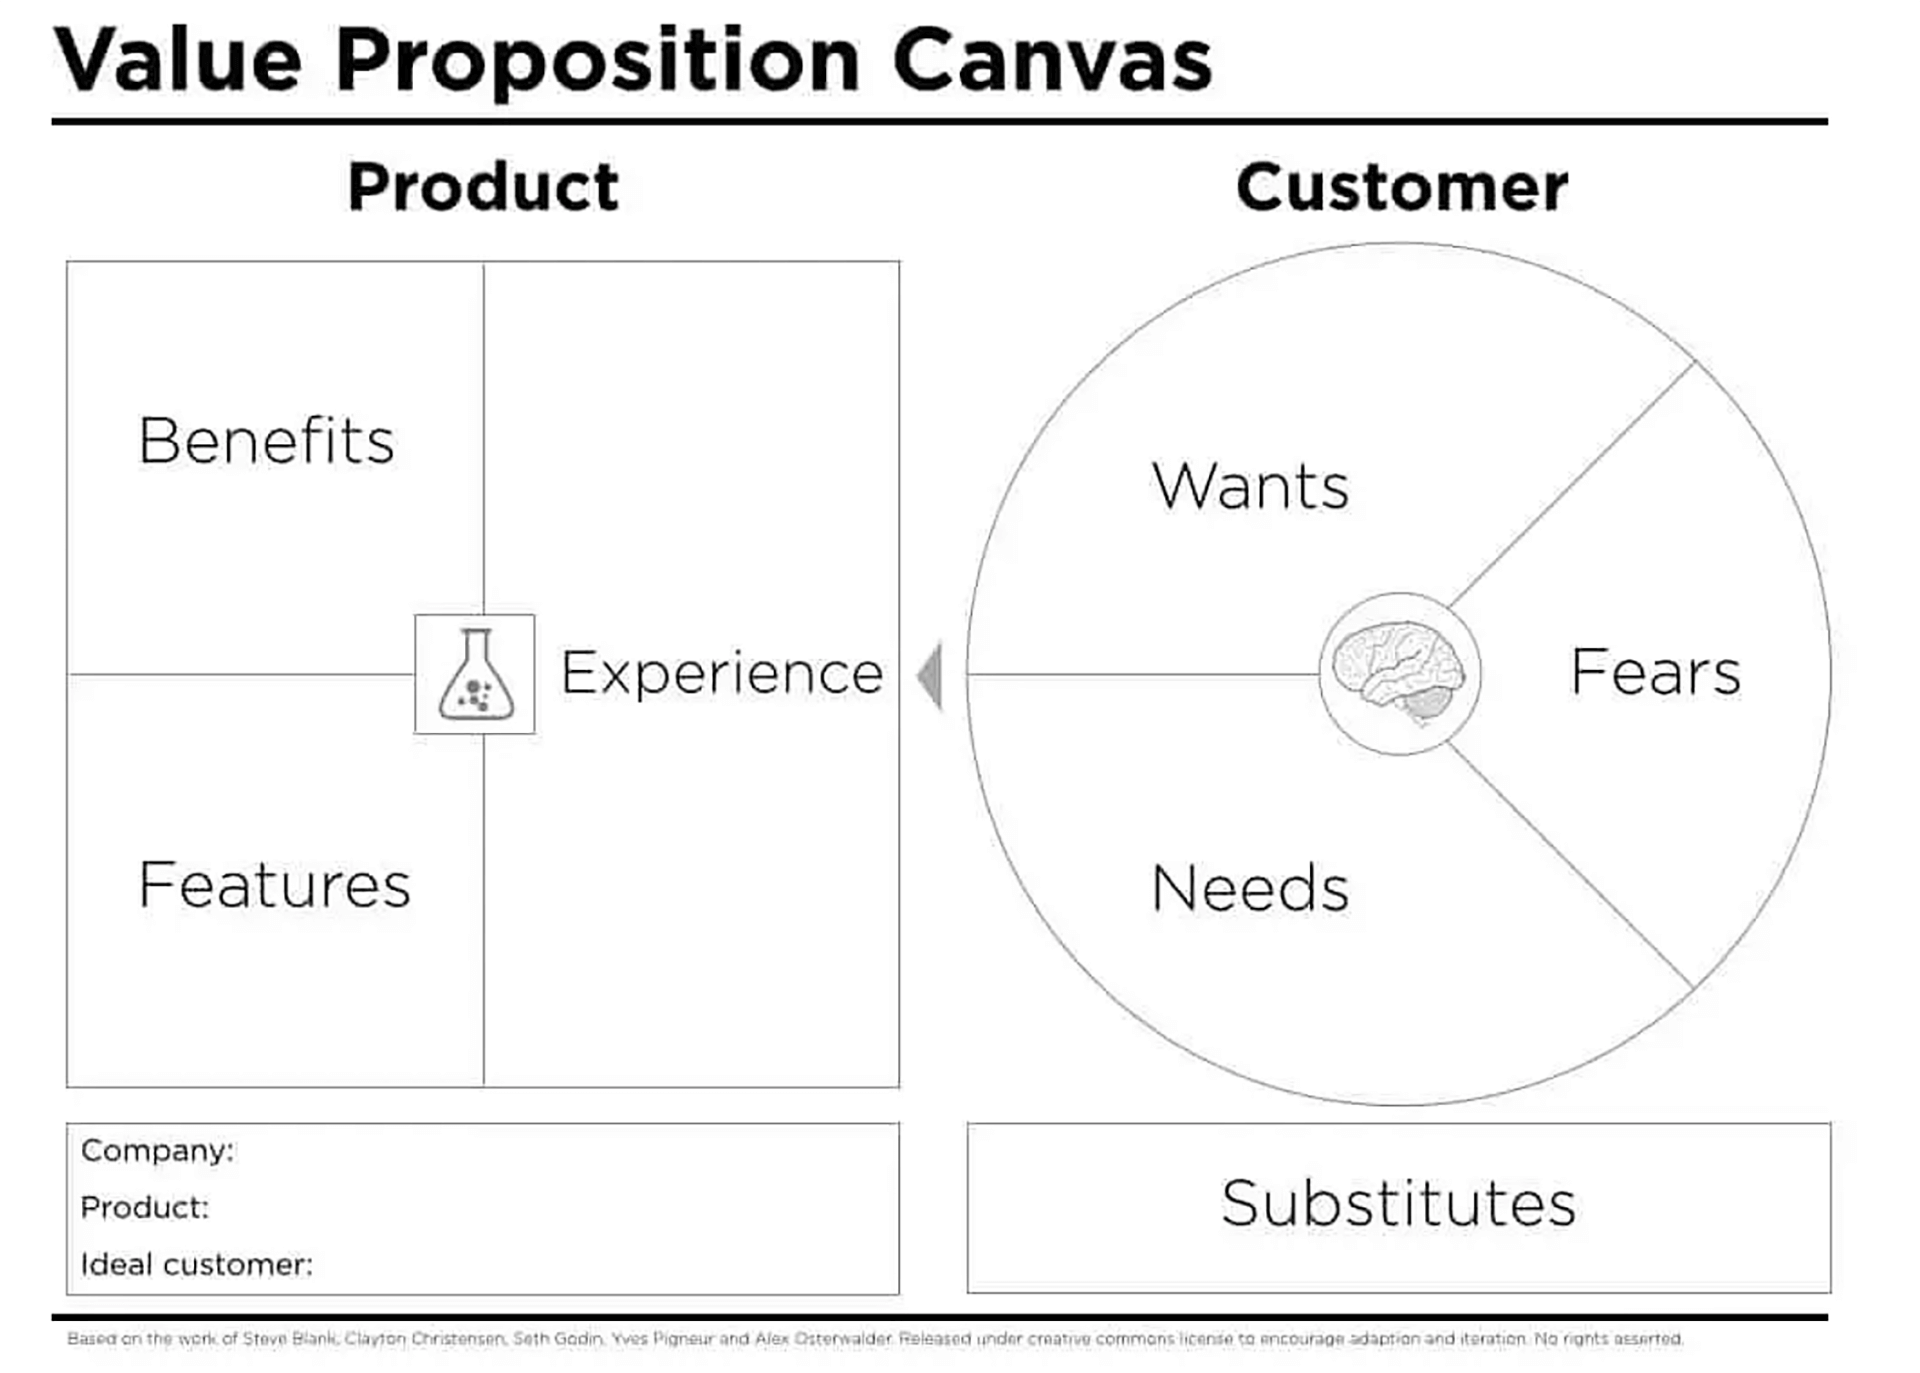 Value Proposition Canvas
Product
Customer
Benefits
Wants
Experience
Fears
Features
Needs
Company:
Product:
Ideal customer:
Substitutes
Based on the work of Steve Blank, Clayton Christensen, Seth Godin, Yves Pigneur and Alex Osterwalder. Released under creative commons license to encourage adaption and iteration. No rights asserted.